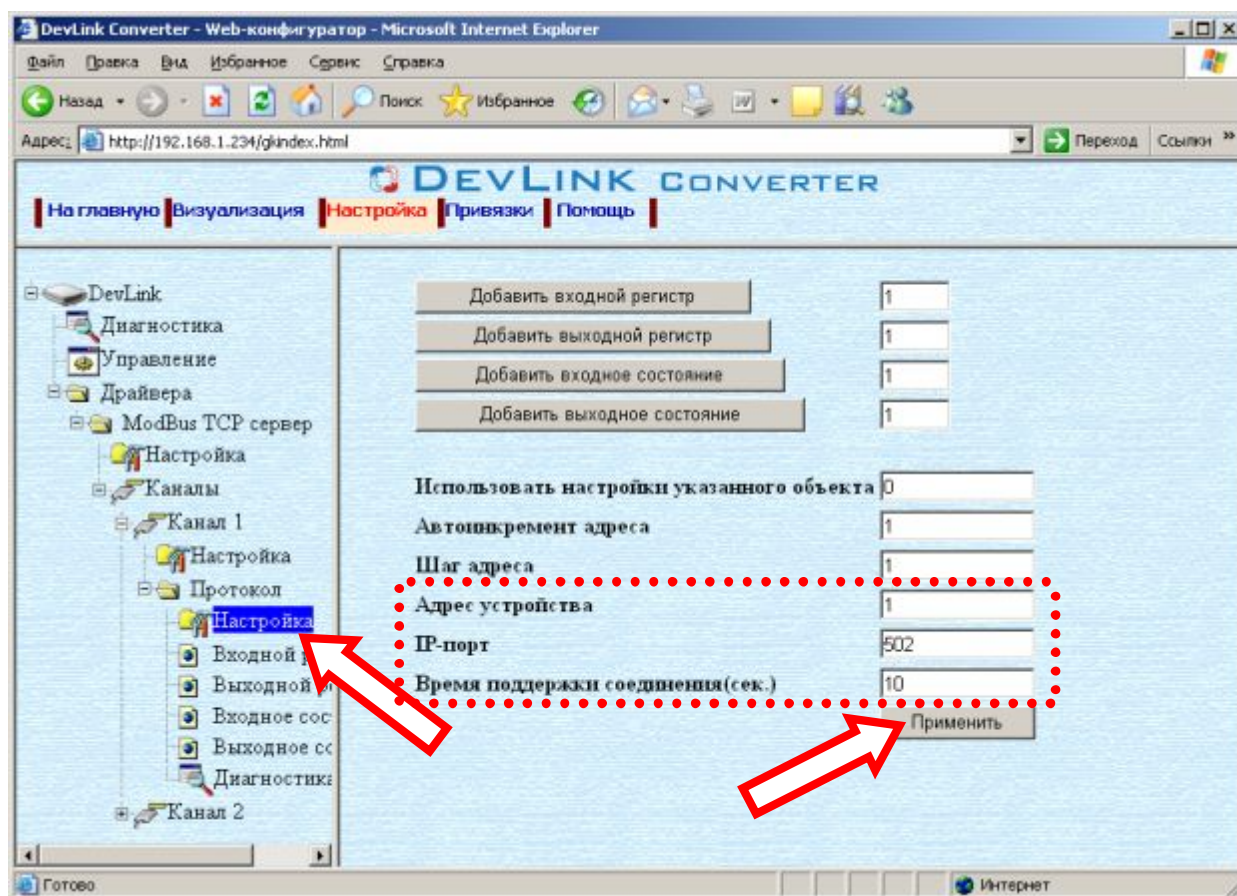 DevLink Converter - Web-конфигуратор - Microsoft Internet Explorer
Файл Правка Вид Избранное Сервис Справка
Назад Поиск Избранное
Адрес: http://192.168.1.234/gkindex.html Переход Ссылки »
DEVLINK CONVERTER
На главную Визуализация Настройка Привязки Помощь
DevLink
Диагностика
Управление
Драйвера
ModBus TCP сервер
Настройка
Каналы
Канал 1
Настройка
Протокол
Настройка
Входной
Выходной
Входное сос
Выходное сс
Диагностика
Канал 2
Добавить входной регистр 1
Добавить выходной регистр 1
Добавить входное состояние 1
Добавить выходное состояние 1
Использовать настройки указанного объекта 0
Автоинкремент адреса 1
Шаг адреса 1
Адрес устройства 1
IP-порт 502
Время поддержки соединения(сек.) 10
Применить
Готово Интернет